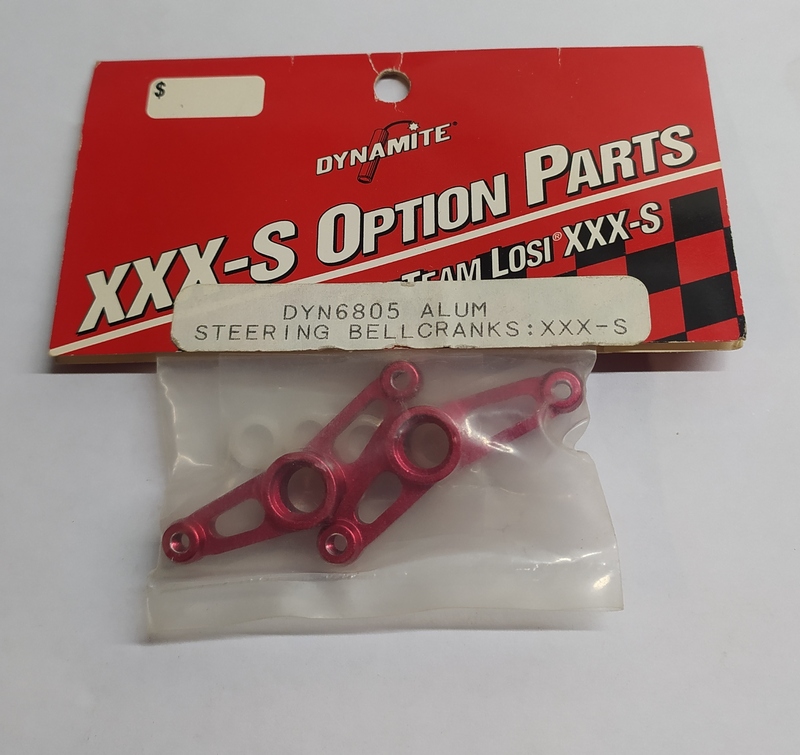 $
DYNAMITE
XXX-S OPTION PARTS
TEAM LOSI® XXX-S
DYN6805 ALUM
STEERING BELLCRANKS:XXX-S